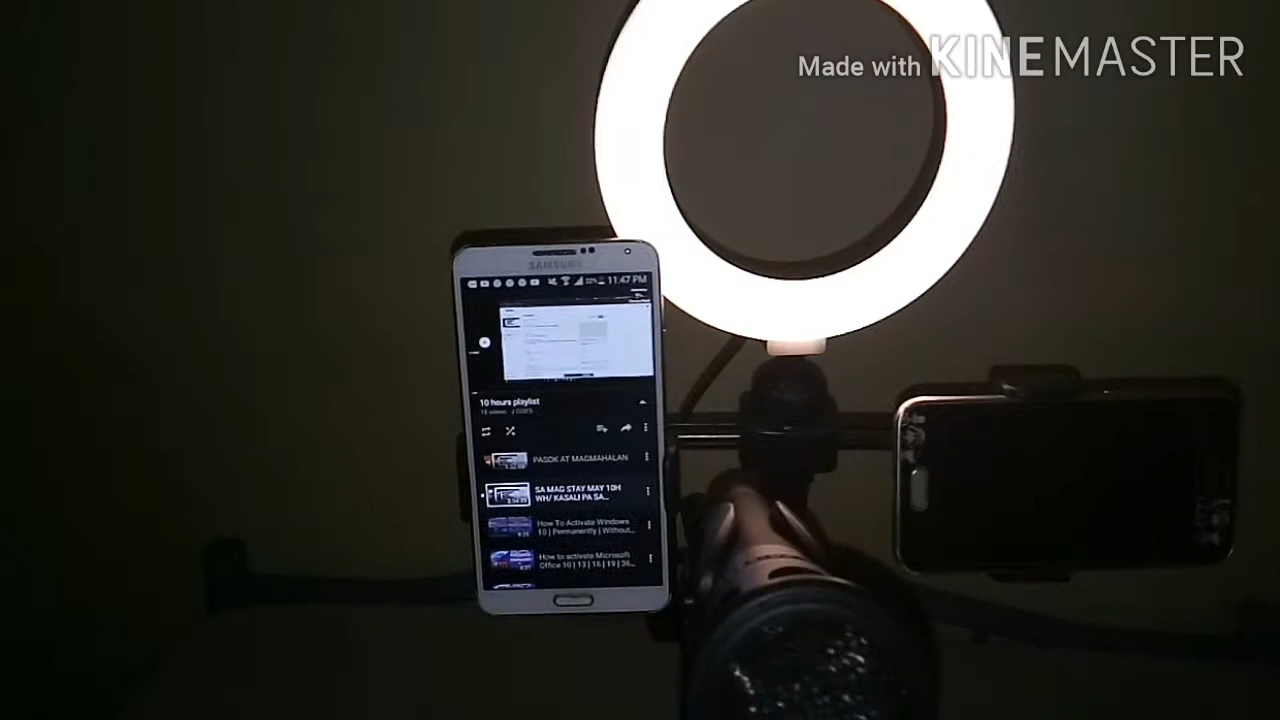 Made with KINEMASTER
SAMSUNG
11:47 PM
10 hours playlist
PASOK AT MAGMAHALAN
SA MAG STAY MAY 10H
WH/ KASALI PA SA...
How To Activate Windows
10 | Permanently | Without...
How to activate Microsoft
Office 10 | 13 | 16 | 19 | 36...